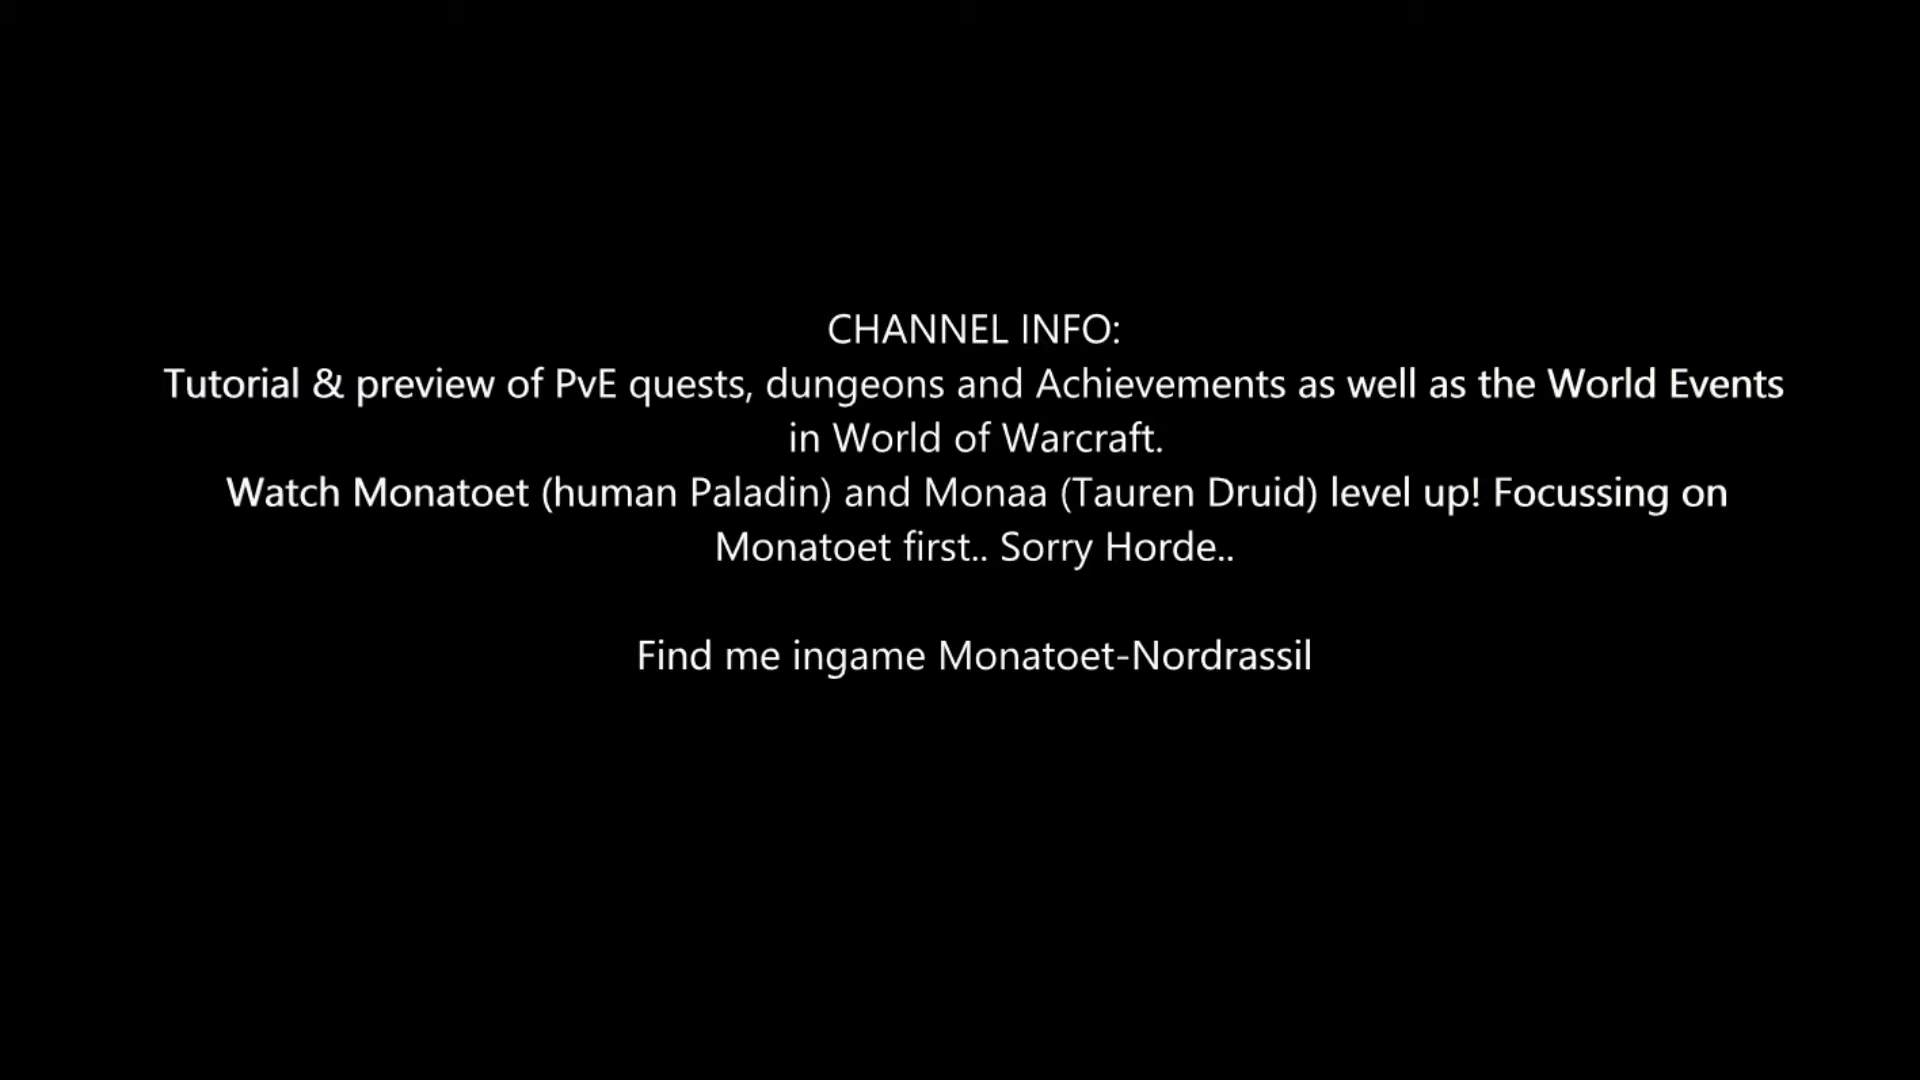 CHANNEL INFO:
Tutorial & preview of PvE quests, dungeons and Achievements as well as the World Events
in World of Warcraft.
Watch Monatoet (human Paladin) and Monaa (Tauren Druid) level up! Focussing on
Monatoet first.. Sorry Horde..
Find me ingame Monatoet-Nordrassil